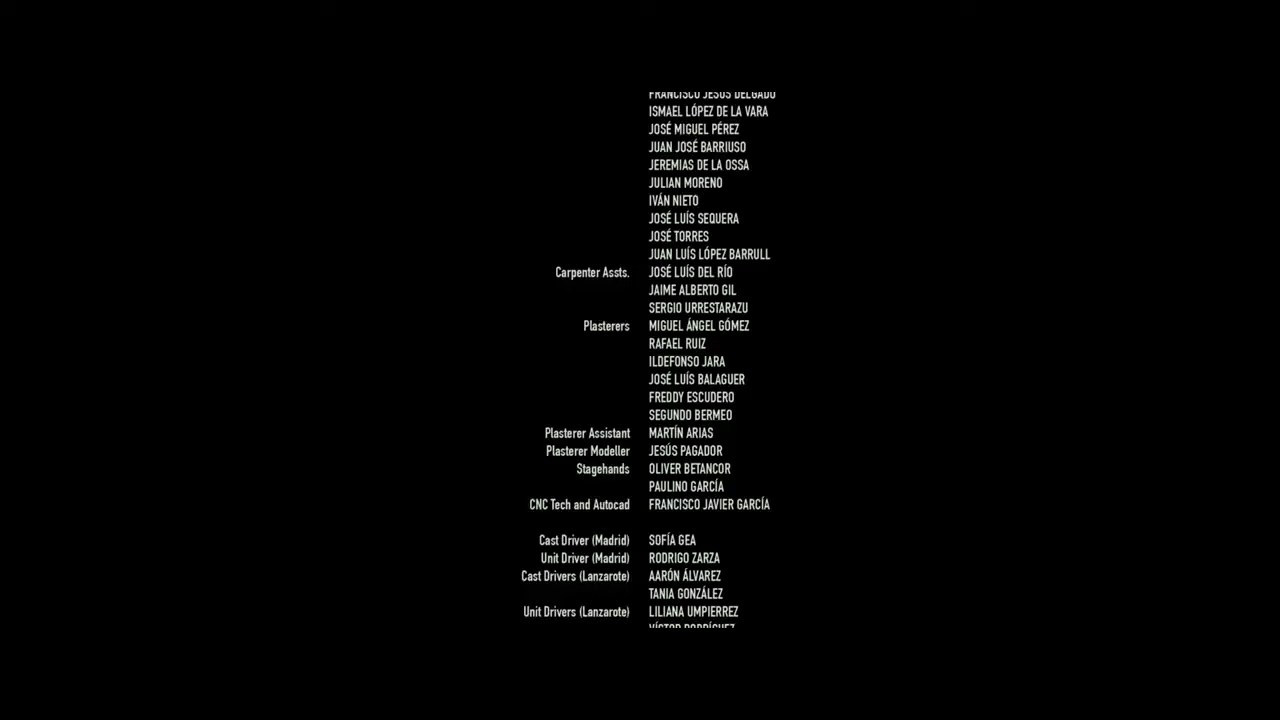 FRANCISCO JESÚS DELGADO
ISMAEL LÓPEZ DE LA VARA
JOSÉ MIGUEL PÉREZ
JUAN JOSÉ BARRIUSO
JEREMIAS DE LA OSSA
JULIAN MORENO
IVÁN NIETO
JOSÉ LUÍS SEQUERA
JOSÉ TORRES
JUAN LUÍS LÓPEZ BARRULL
Carpenter Assts. JOSÉ LUÍS DEL RÍO
JAIME ALBERTO GIL
SERGIO URRESTARAZU
Plasterers MIGUEL ÁNGEL GÓMEZ
RAFAEL RUIZ
ILDEFONSO JARA
JOSÉ LUÍS BALAGUER
FREDDY ESCUDERO
SEGUNDO BERMEO
Plasterer Assistant MARTÍN ARIAS
Plasterer Modeller JESÚS PAGADOR
Stagehands OLIVER BETANCOR
PAULINO GARCÍA
CNC Tech and Autocad FRANCISCO JAVIER GARCÍA
Cast Driver (Madrid) SOFÍA GEA
Unit Driver (Madrid) RODRIGO ZARZA
Cast Drivers (Lanzarote) AARÓN ÁLVAREZ
TANIA GONZÁLEZ
Unit Drivers (Lanzarote) LILIANA UMPIERREZ